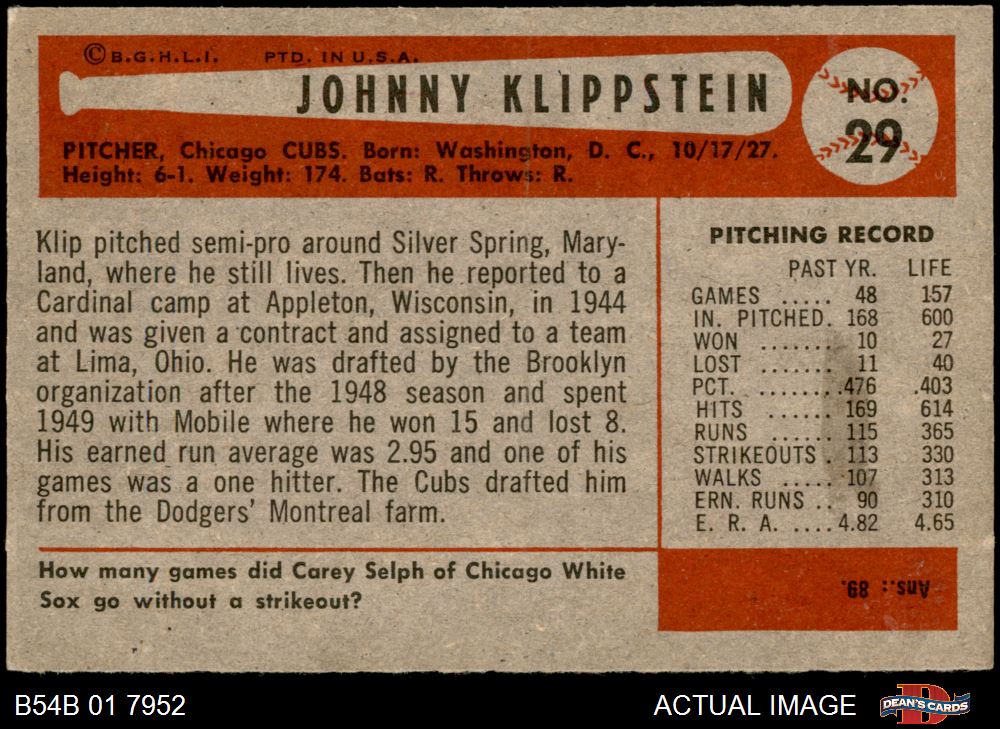 © B.G.H.L.I. PTD. IN U.S.A.
JOHNNY KLIPPSTEIN
NO.
29
PITCHER, Chicago CUBS. Born: Washington, D. C., 10/17/27.
Height: 6-1. Weight: 174. Bats: R. Throws: R.
Klip pitched semi-pro around Silver Spring, Mary-
land, where he still lives. Then he reported to a
Cardinal camp at Appleton, Wisconsin, in 1944
and was given a contract and assigned to a team
at Lima, Ohio. He was drafted by the Brooklyn
organization after the 1948 season and spent
1949 with Mobile where he won 15 and lost 8.
His earned run average was 2.95 and one of his
games was a one hitter. The Cubs drafted him
from the Dodgers' Montreal farm.
PITCHING RECORD
PAST YR. LIFE
GAMES ..... 48 157
IN. PITCHED. 168 600
WON ....... 10 27
LOST ....... 11 40
PCT. ....... .476 .403
HITS ...... 169 614
RUNS ...... 115 365
STRIKEOUTS . 113 330
WALKS ..... 107 313
ERN. RUNS .. 90 310
E. R. A. .... 4.82 4.65
How many games did Carey Selph of Chicago White
Sox go without a strikeout?
Ans.: 89.
B54B 01 7952
ACTUAL IMAGE
DEAN'S CARDS